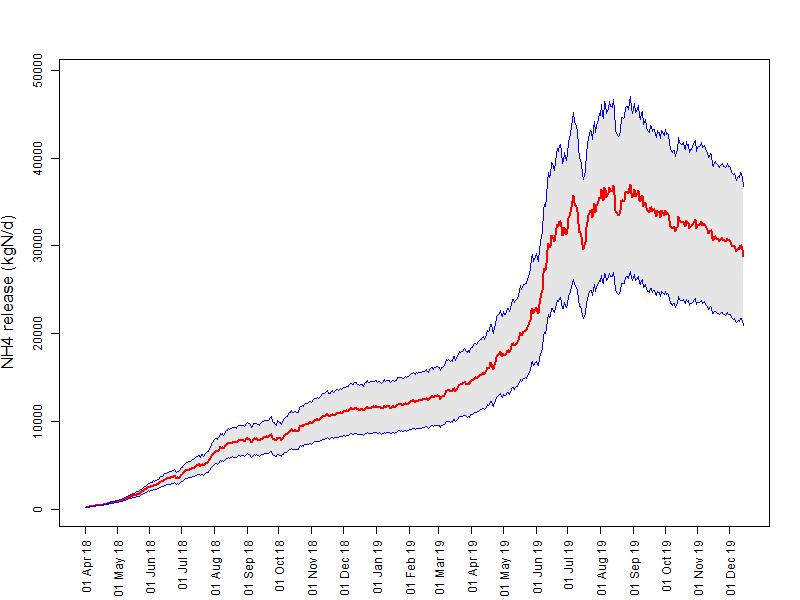 NH4 release (kgN/d)
50000
40000
30000
20000
10000
0
01 Apr 18
01 May 18
01 Jun 18
01 Jul 18
01 Aug 18
01 Sep 18
01 Oct 18
01 Nov 18
01 Dec 18
01 Jan 19
01 Feb 19
01 Mar 19
01 Apr 19
01 May 19
01 Jun 19
01 Jul 19
01 Aug 19
01 Sep 19
01 Oct 19
01 Nov 19
01 Dec 19